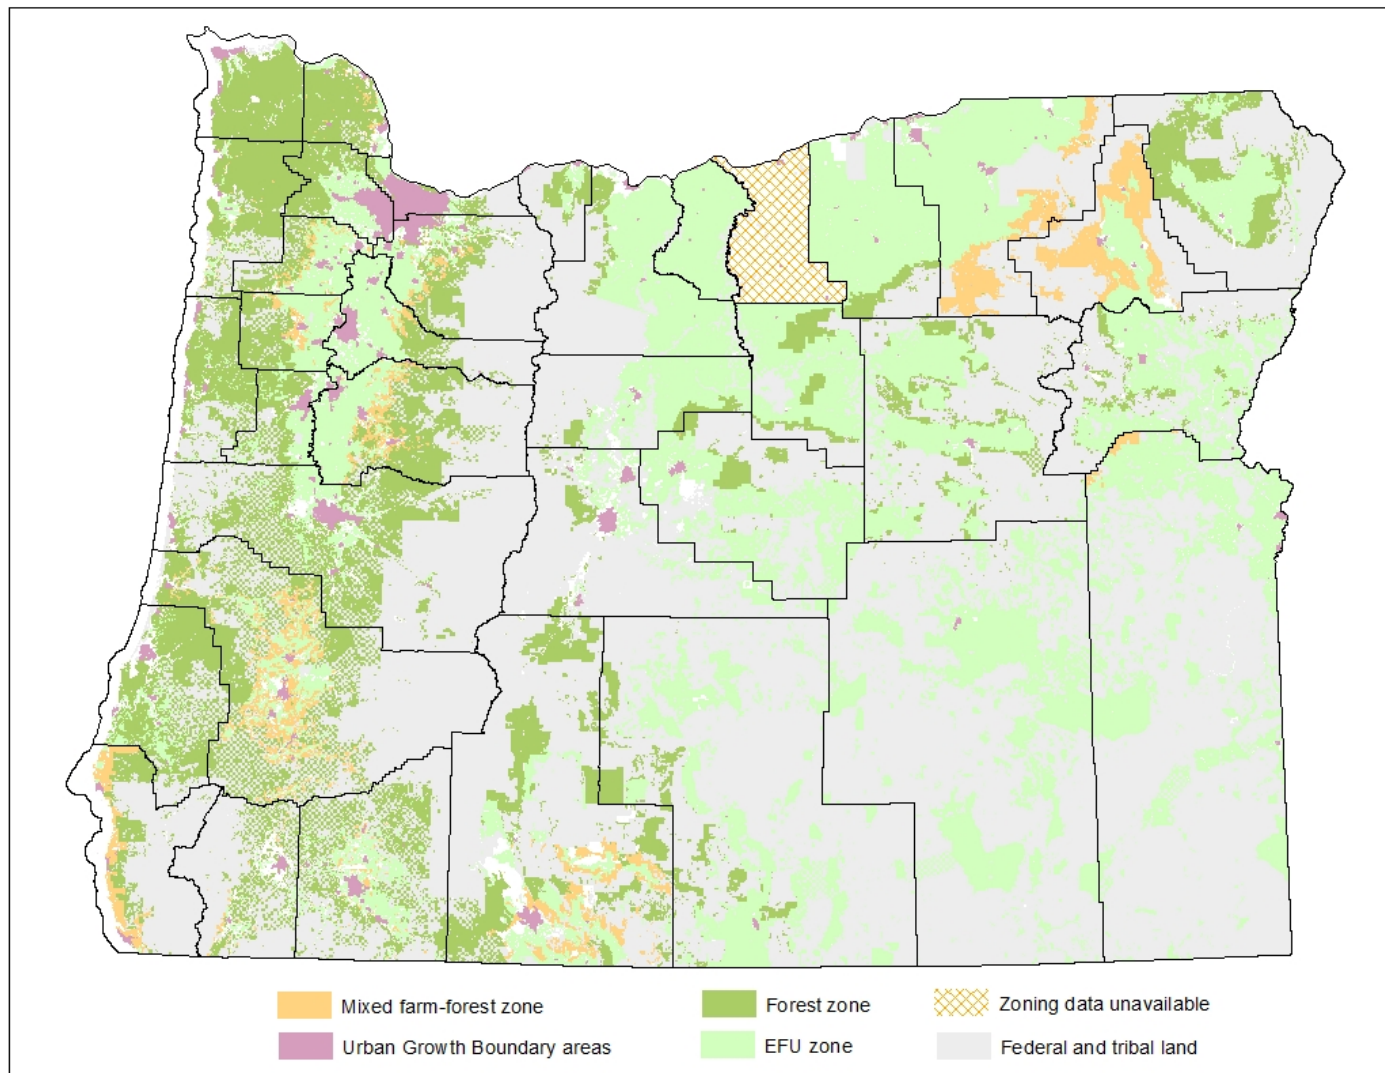 Mixed farm-forest zone
Forest zone
Zoning data unavailable
Urban Growth Boundary areas
EFU zone
Federal and tribal land